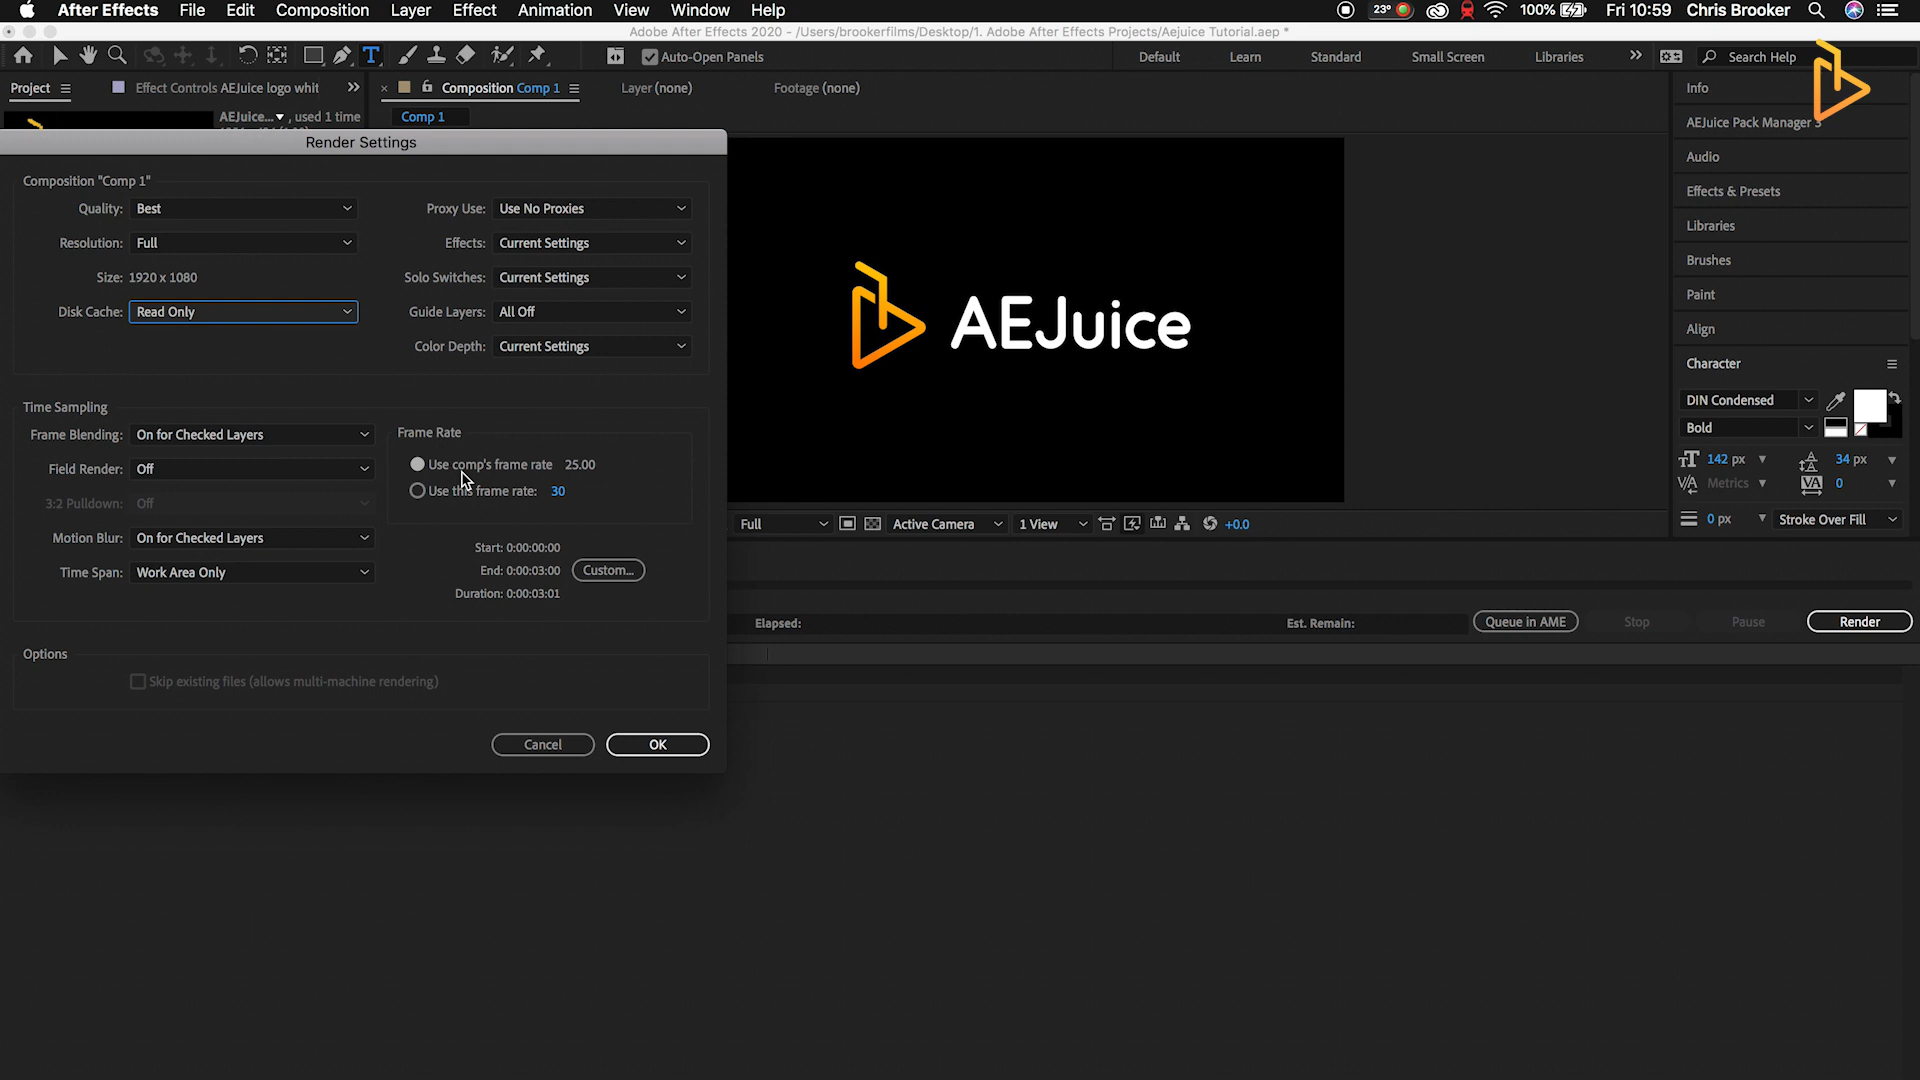 After Effects File Edit Composition Layer Effect Animation View Window Help 23° 100% Fri 10:59 Chris Brooker
Adobe After Effects 2020 - /Users/brookerfilms/Desktop/1. Adobe After Effects Projects/Aejuice Tutorial.aep *
T Auto-Open Panels Default Learn Standard Small Screen Libraries Search Help
Project Effect Controls AEJuice logo whit Composition Comp 1 Layer (none) Footage (none)
AEJuice... , used 1 time Comp 1
Render Settings
Composition "Comp 1"
Quality: Best Proxy Use: Use No Proxies
Resolution: Full Effects: Current Settings
Size: 1920 x 1080 Solo Switches: Current Settings
Disk Cache: Read Only Guide Layers: All Off
Color Depth: Current Settings
Time Sampling
Frame Blending: On for Checked Layers Frame Rate
Field Render: Off Use comp's frame rate 25.00
3:2 Pulldown: Off Use this frame rate: 30
Motion Blur: On for Checked Layers Start: 0:00:00:00
Time Span: Work Area Only End: 0:00:03:00 Custom...
Duration: 0:00:03:01
Options
Skip existing files (allows multi-machine rendering)
Cancel OK
AEJuice
Full Active Camera 1 View +0.0
Elapsed: Est. Remain: Queue in AME Stop Pause Render
Info
AEJuice Pack Manager 3
Audio
Effects & Presets
Libraries
Brushes
Paint
Align
Character
DIN Condensed
Bold
142 px 34 px
Metrics 0
0 px Stroke Over Fill